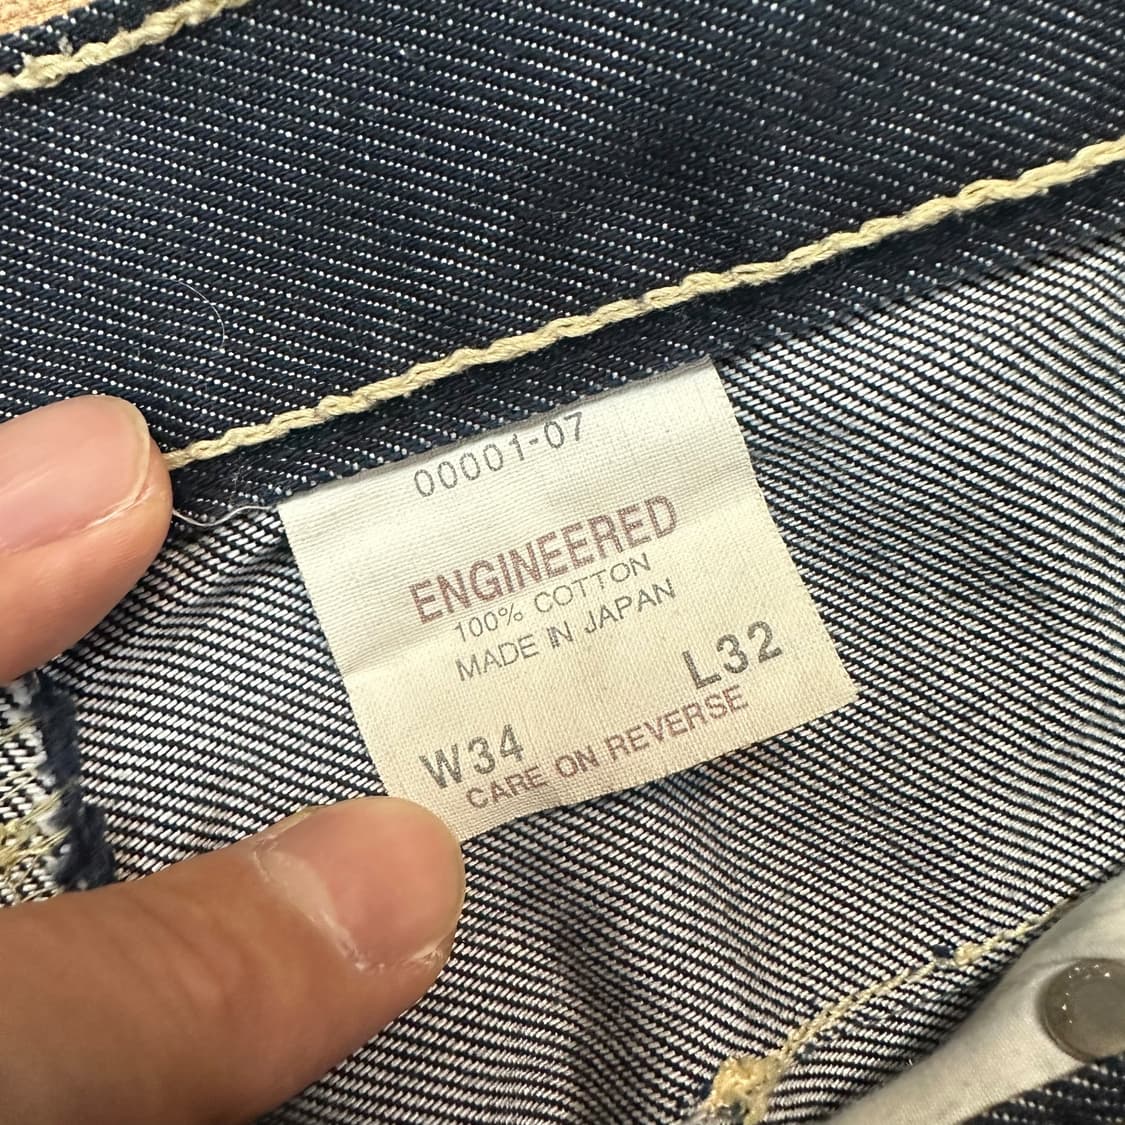 00001-07
ENGINEERED
100% COTTON
MADE IN JAPAN
W34 L32
CARE ON REVERSE